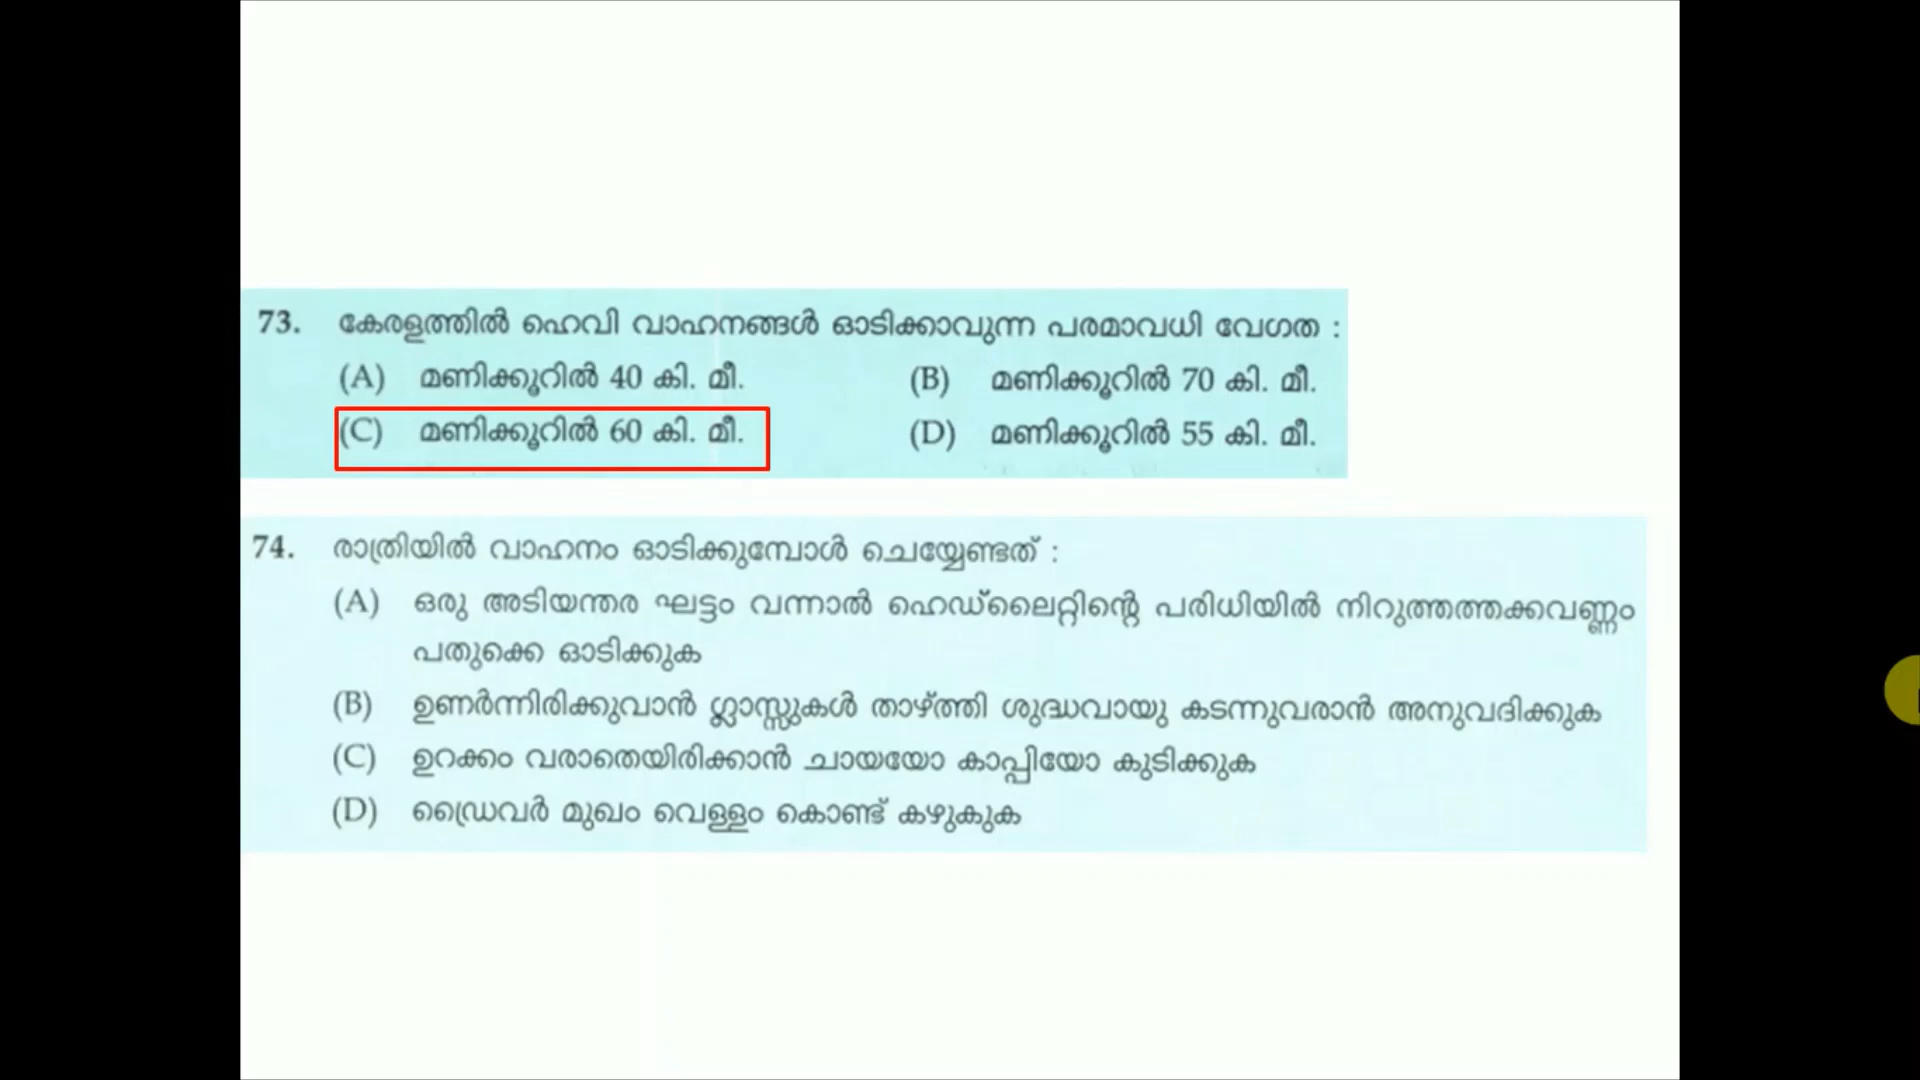 73. കേരളത്തിൽ ഹെവി വാഹനങ്ങൾ ഓടിക്കാവുന്ന പരമാവധി വേഗത :
(A) മണിക്കൂറിൽ 40 കി. മീ. (B) മണിക്കൂറിൽ 70 കി. മീ.
(C) മണിക്കൂറിൽ 60 കി. മീ. (D) മണിക്കൂറിൽ 55 കി. മീ.
74. രാത്രിയിൽ വാഹനം ഓടിക്കുമ്പോൾ ചെയ്യേണ്ടത് :
(A) ഒരു അടിയന്തര ഘട്ടം വന്നാൽ ഹെഡ്‌ലൈറ്റിന്റെ പരിധിയിൽ നിറുത്തത്തക്കവണ്ണം
പതുക്കെ ഓടിക്കുക
(B) ഉണർന്നിരിക്കുവാൻ ഗ്ലാസ്സുകൾ താഴ്ത്തി ശുദ്ധവായു കടന്നുവരാൻ അനുവദിക്കുക
(C) ഉറക്കം വരാതെയിരിക്കാൻ ചായയോ കാപ്പിയോ കുടിക്കുക
(D) ഡ്രൈവർ മുഖം വെള്ളം കൊണ്ട് കഴുകുക